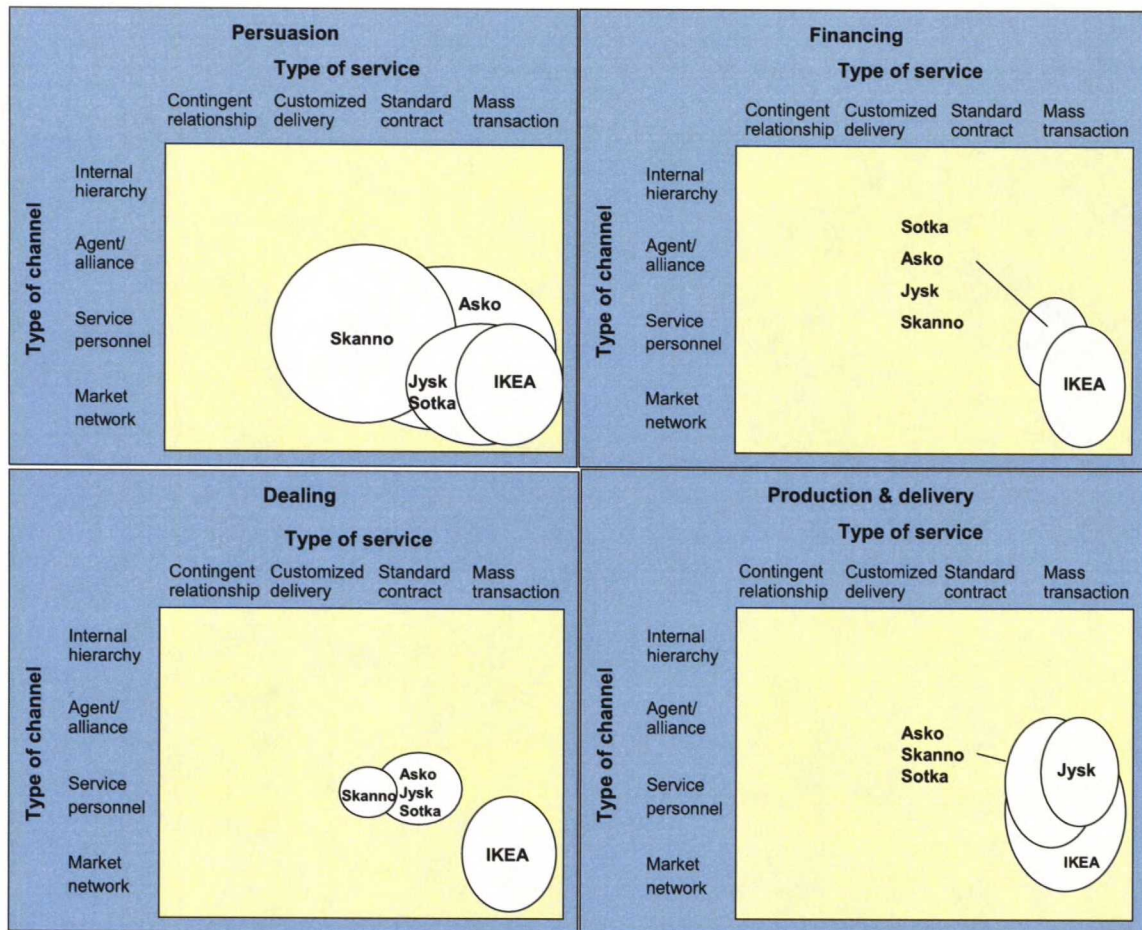 Persuasion
Type of service
Contingent relationship
Customized delivery
Standard contract
Mass transaction
Type of channel
Internal
hierarchy
Agent/
alliance
Service
personnel
Market
network
Skanno
Asko
Jysk
Sotka
IKEA
Financing
Type of service
Contingent relationship
Customized delivery
Standard contract
Mass transaction
Type of channel
Internal
hierarchy
Agent/
alliance
Service
personnel
Market
network
Sotka
Asko
Jysk
Skanno
IKEA
Dealing
Type of service
Contingent relationship
Customized delivery
Standard contract
Mass transaction
Type of channel
Internal
hierarchy
Agent/
alliance
Service
personnel
Market
network
Skanno
Asko
Jysk
Sotka
IKEA
Production & delivery
Type of service
Contingent relationship
Customized delivery
Standard contract
Mass transaction
Type of channel
Internal
hierarchy
Agent/
alliance
Service
personnel
Market
network
Asko
Skanno
Sotka
Jysk
IKEA